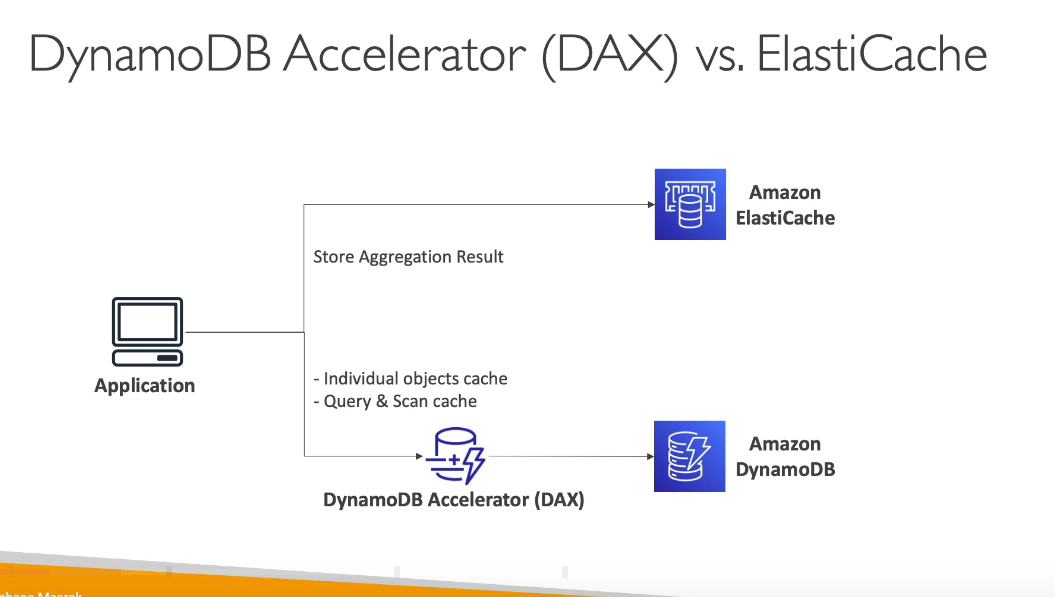 DynamoDB Accelerator (DAX) vs. ElastiCache
Amazon
ElastiCache
Store Aggregation Result
Application
- Individual objects cache
- Query & Scan cache
Amazon
DynamoDB
DynamoDB Accelerator (DAX)
Maarek